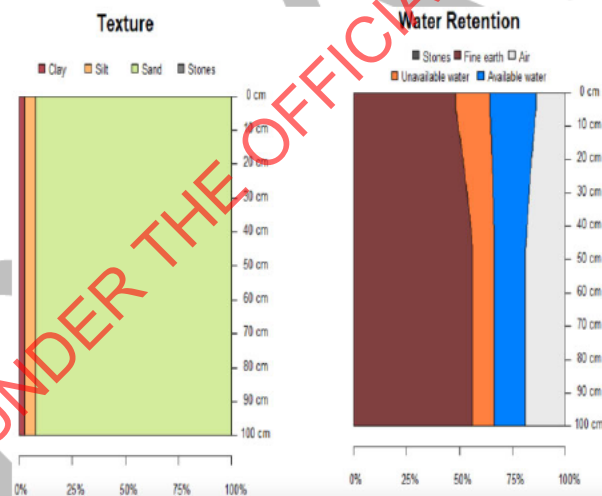 Texture
Clay Silt Sand Stones
0 cm
10 cm
20 cm
30 cm
40 cm
50 cm
60 cm
70 cm
80 cm
90 cm
100 cm
0% 25% 50% 75% 100%
Water Retention
Stones Fine earth Air
Unavailable water Available water
0 cm
10 cm
20 cm
30 cm
40 cm
50 cm
60 cm
70 cm
80 cm
90 cm
100 cm
0% 25% 50% 75% 100%
UNDER THE OFFICIA